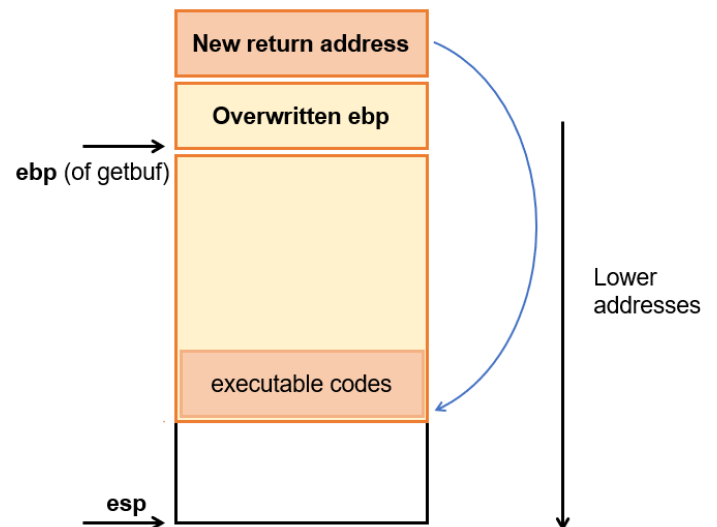 New return address
Overwritten ebp
ebp (of getbuf)
Lower
addresses
executable codes
esp